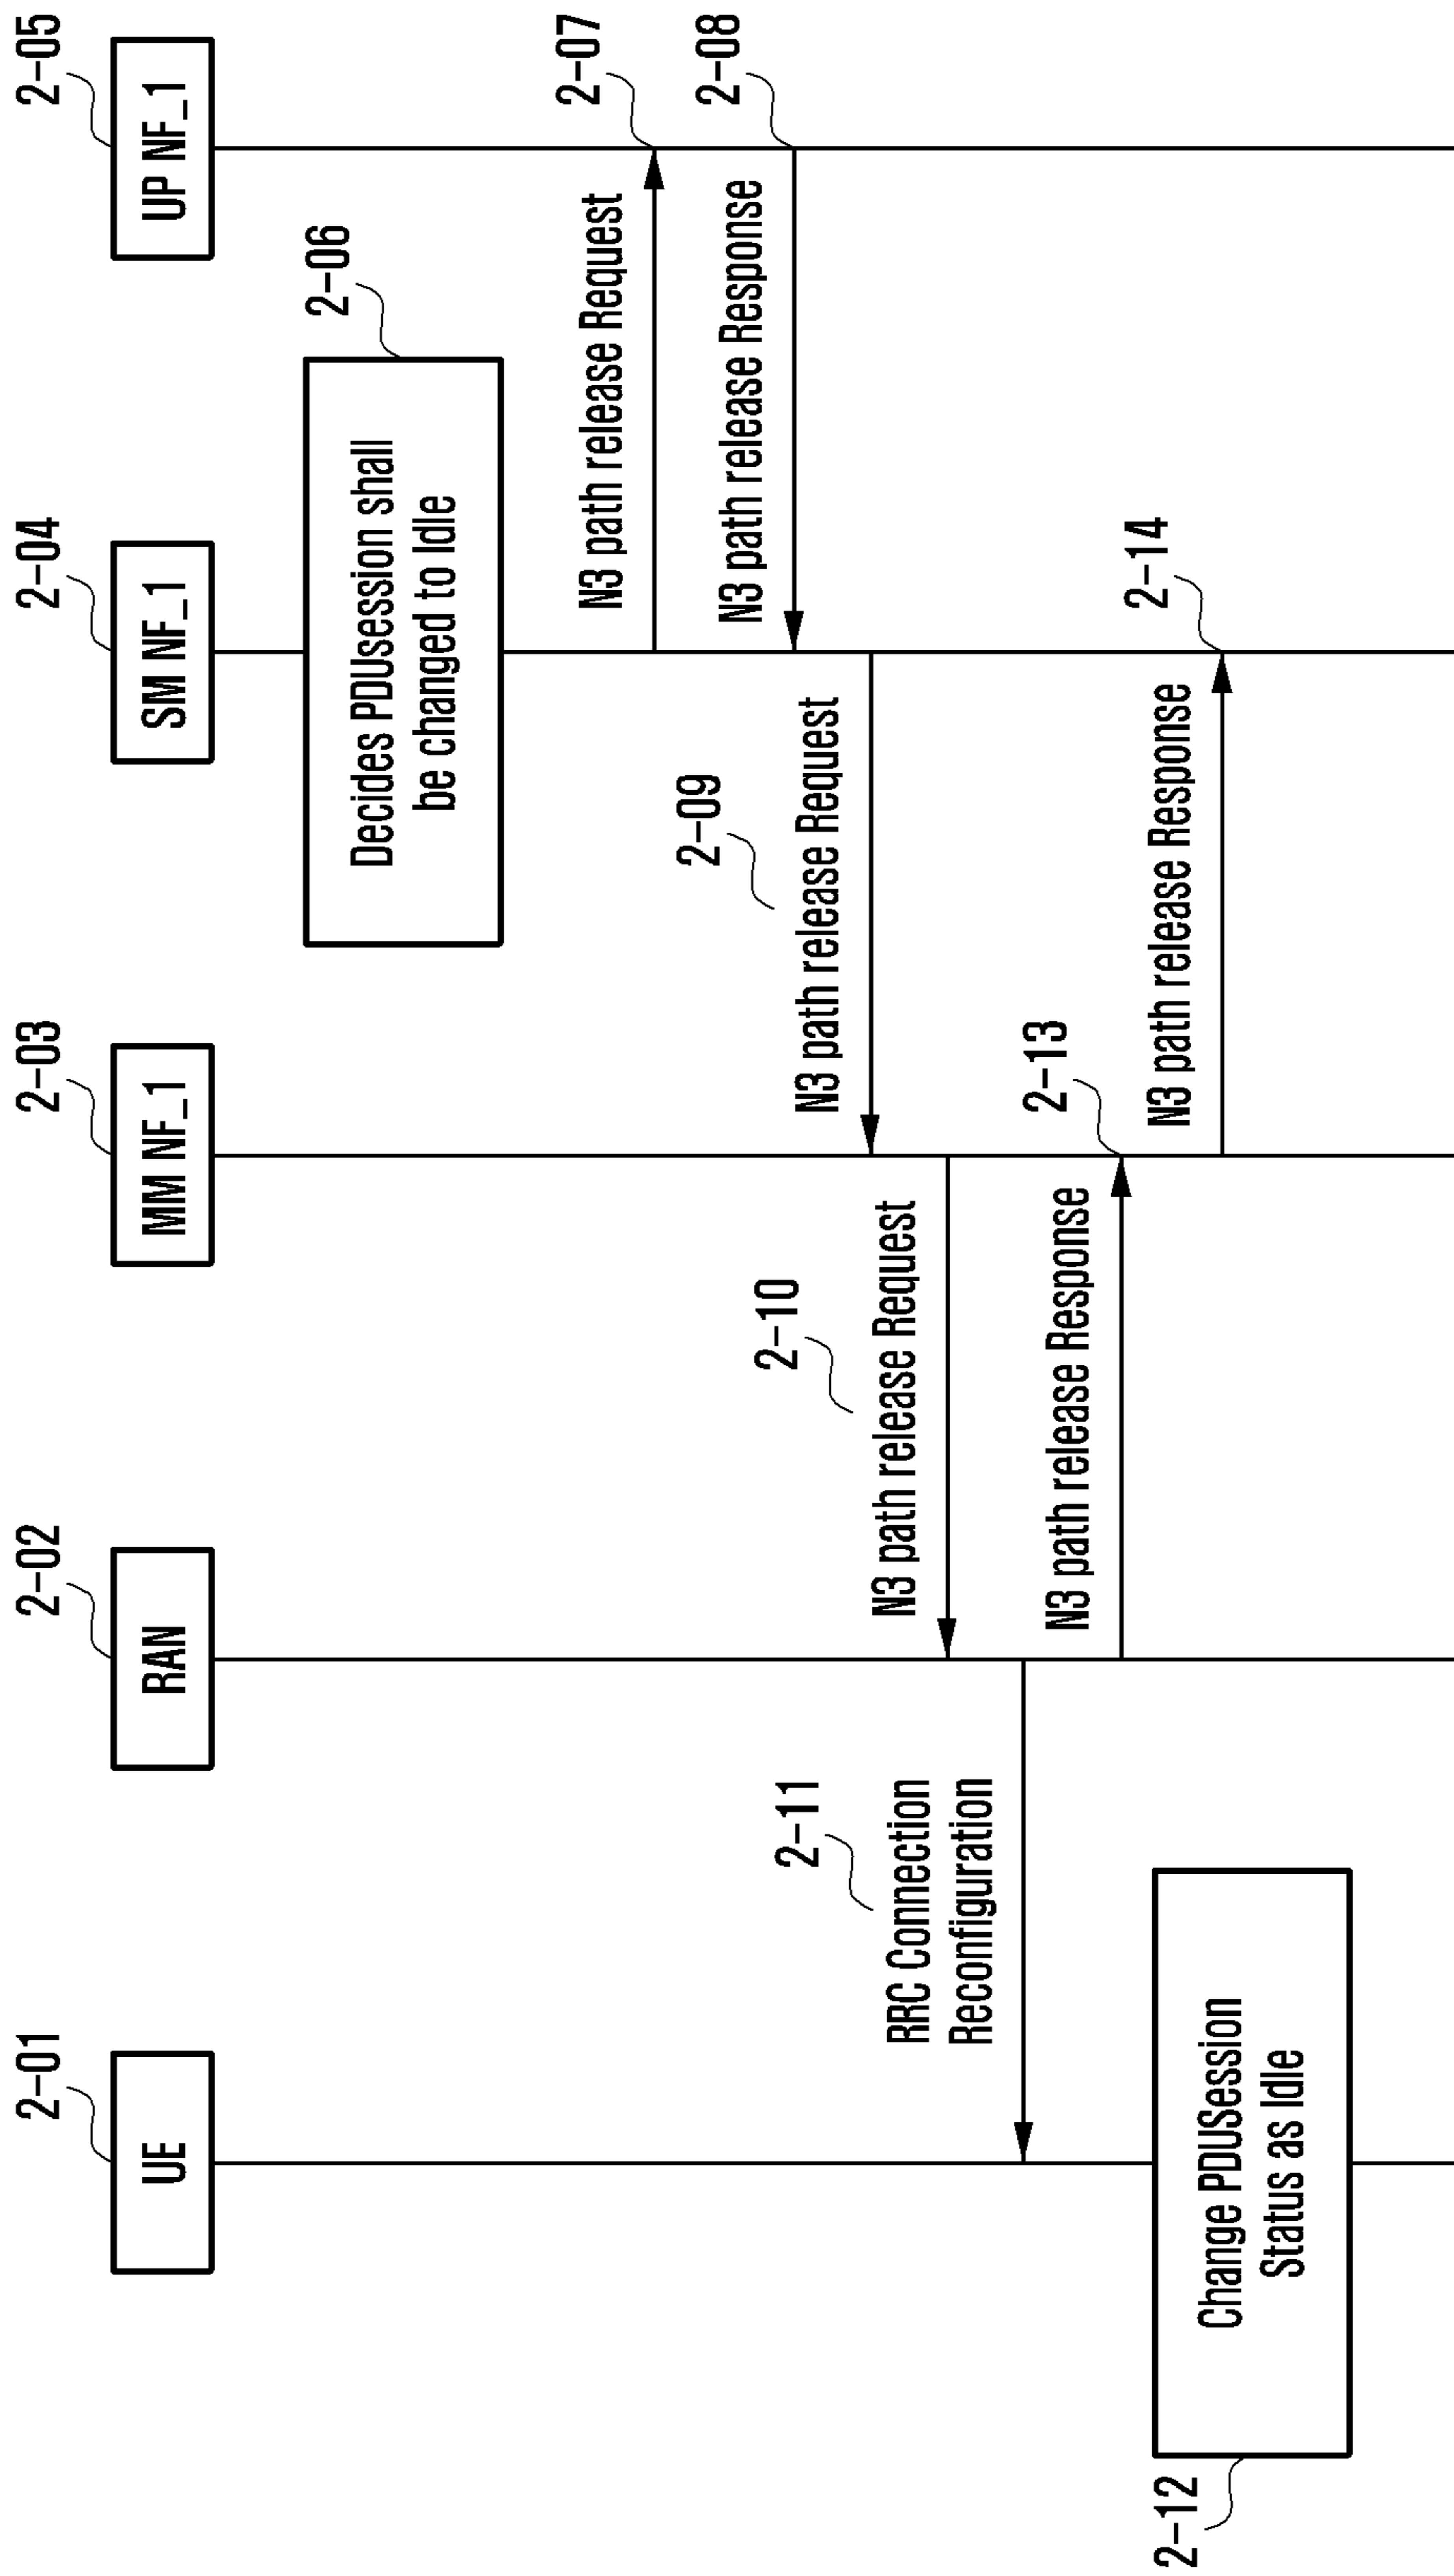 2-01
2-02
2-03
2-04
2-05
UE
RAN
MM NF_1
SM NF_1
UP NF_1
2-06
Decides PDUsession shall
be changed to Idle
2-07
N3 path release Request
2-08
N3 path release Response
2-09
N3 path release Request
2-10
N3 path release Request
2-11
RRC Connection
Reconfiguration
2-12
Change PDUSession
Status as Idle
2-13
N3 path release Response
2-14
N3 path release Response